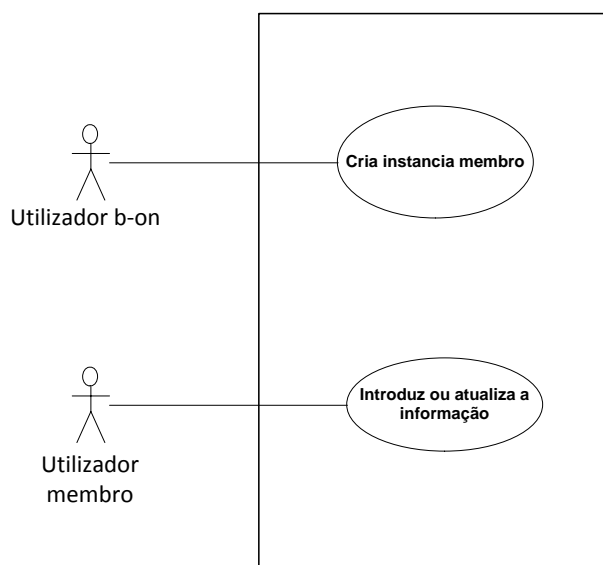 Cria instancia membro
Utilizador b-on
Introduz ou atualiza a
informação
Utilizador
membro